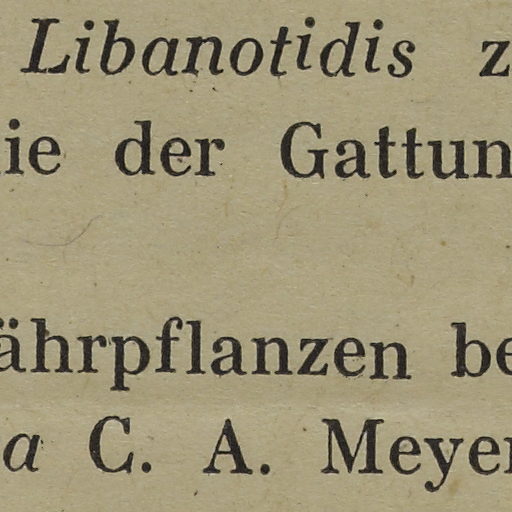 Libanotidis z
ie der Gattun
ährpflanzen be
a C. A. Meyer